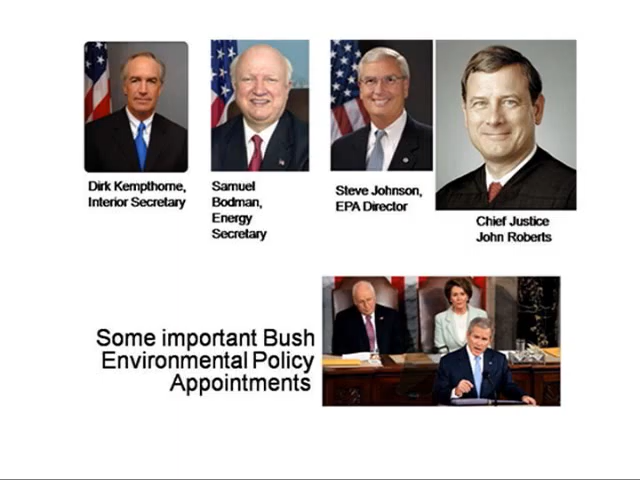 Dirk Kempthorne,
Interior Secretary
Samuel
Bodman,
Energy
Secretary
Steve Johnson,
EPA Director
Chief Justice
John Roberts
Some important Bush
Environmental Policy
Appointments